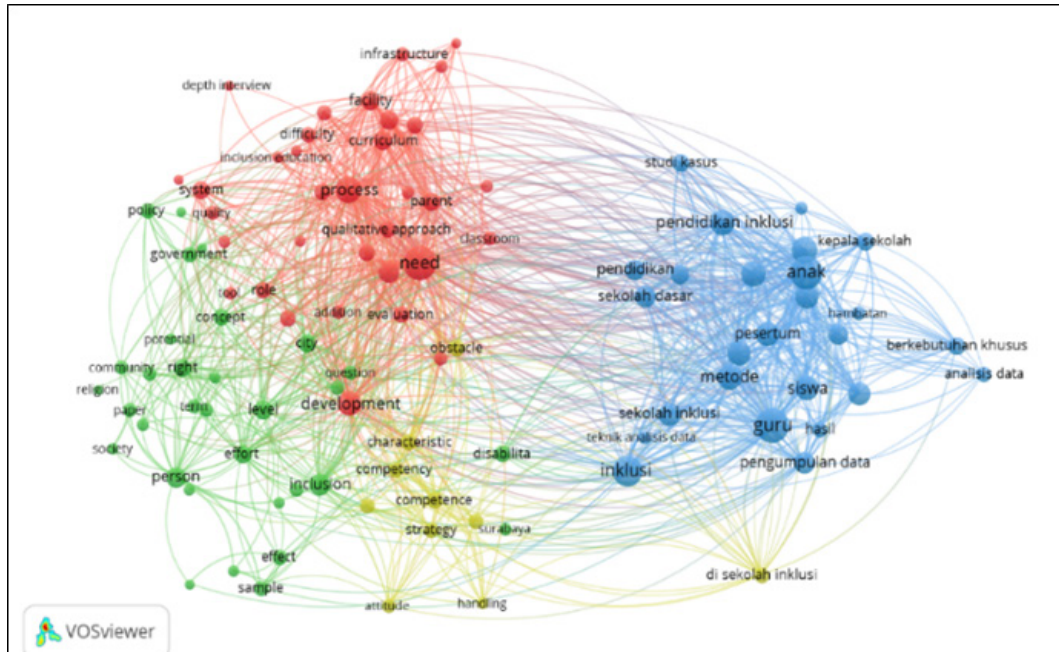 infrastructure
depth interview
facility
difficulty
curriculum
inclusion education
studi kasus
system
process
policy
quality
parent
pendidikan inklusi
qualitative approach
classroom
kepala sekolah
government
need
pendidikan
anak
tool
role
sekolah dasar
addition
evaluation
hambatan
concept
potential
city
obstacle
pesertum
berkebutuhan khusus
community
right
question
metode
analisis data
religion
siswa
paper
term
level
development
sekolah inklusi
guru
society
characteristic
teknik analisis data
hasil
effort
disabilita
person
competency
inklusi
pengumpulan data
inclusion
competence
strategy
surabaya
effect
di sekolah inklusi
sample
attitude
handling
VOSviewer